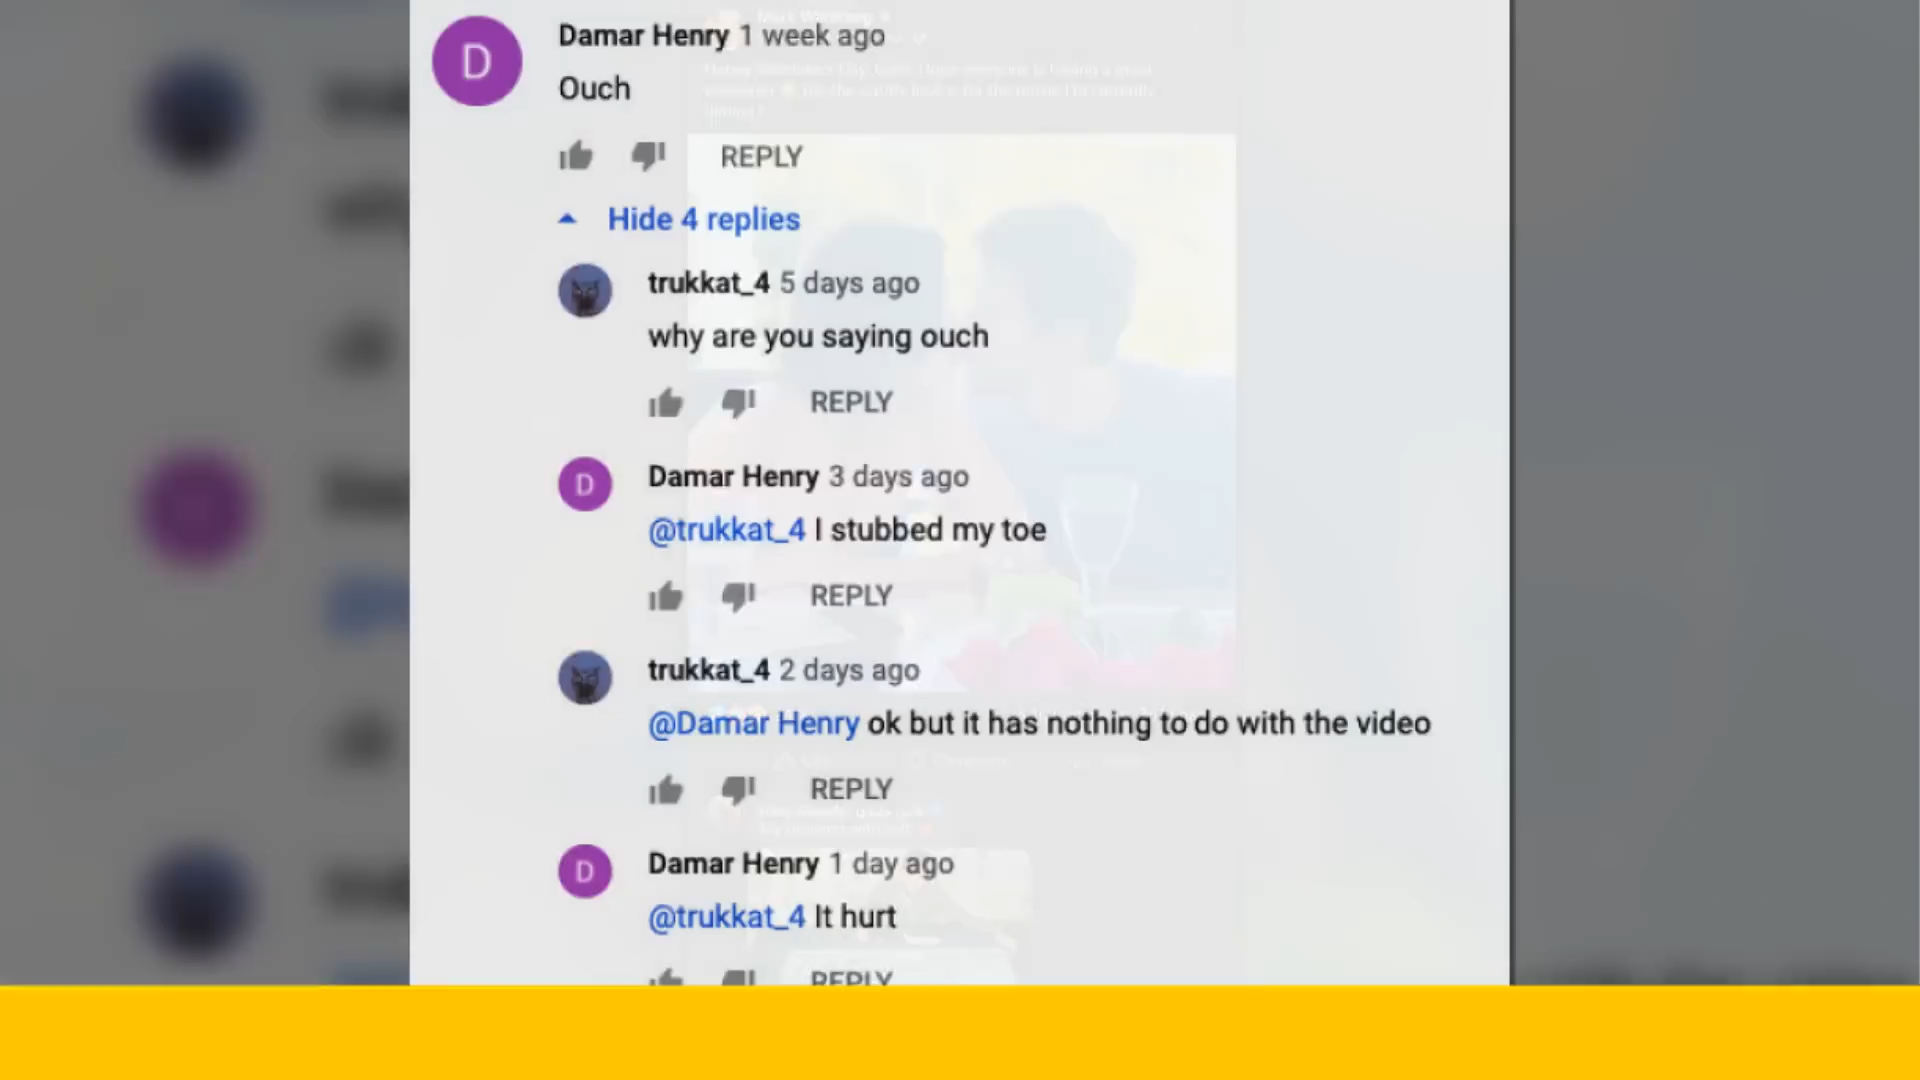 D
Damar Henry 1 week ago
Ouch
REPLY
Hide 4 replies
trukkat_4 5 days ago
why are you saying ouch
REPLY
D
Damar Henry 3 days ago
@trukkat_4 I stubbed my toe
REPLY
trukkat_4 2 days ago
@Damar Henry ok but it has nothing to do with the video
REPLY
D
Damar Henry 1 day ago
@trukkat_4 It hurt
REPLY